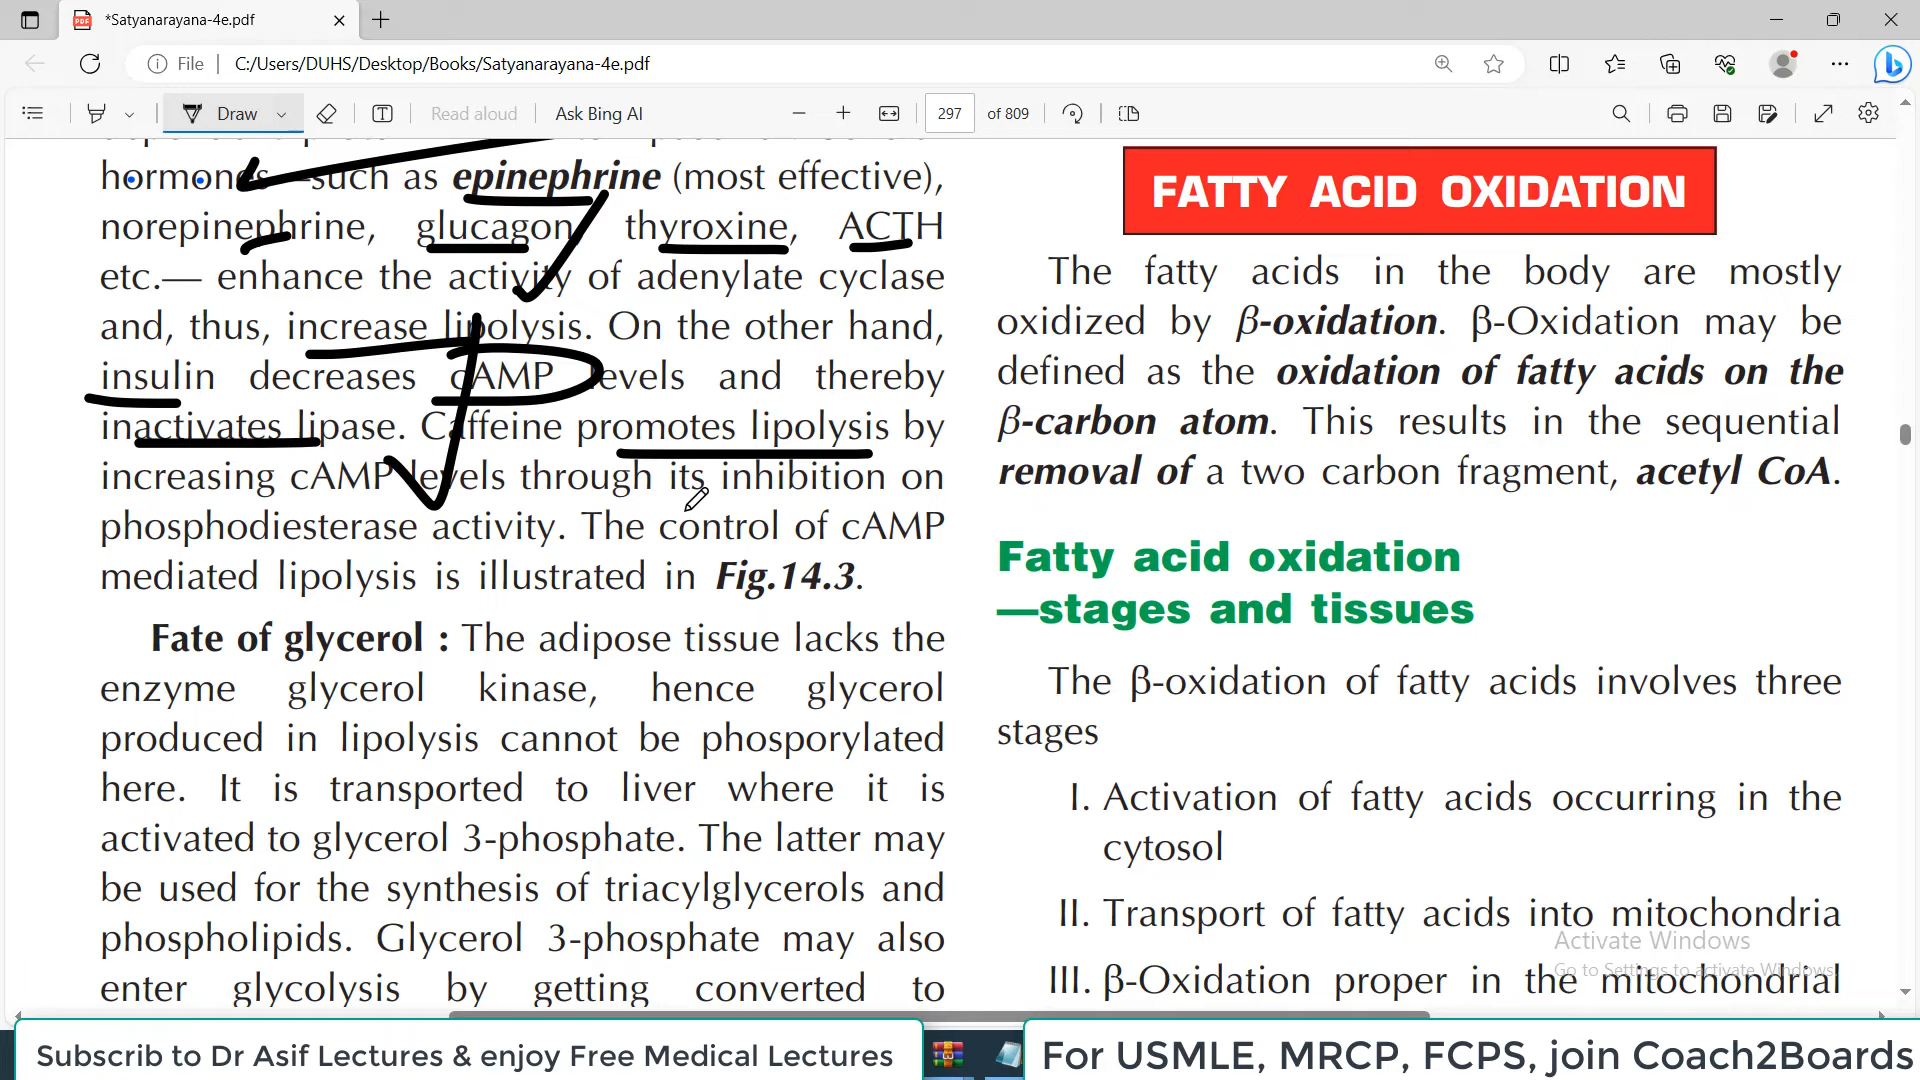 *Satyanarayana-4e.pdf
File
C:/Users/DUHS/Desktop/Books/Satyanarayana-4e.pdf
Draw
Read aloud
Ask Bing AI
297
of 809
hormones—such as epinephrine (most effective),
norepinephrine, glucagon, thyroxine, ACTH
etc.— enhance the activity of adenylate cyclase
and, thus, increase lipolysis. On the other hand,
insulin decreases cAMP levels and thereby
inactivates lipase. Caffeine promotes lipolysis by
increasing cAMP levels through its inhibition on
phosphodiesterase activity. The control of cAMP
mediated lipolysis is illustrated in Fig.14.3.
Fate of glycerol : The adipose tissue lacks the
enzyme glycerol kinase, hence glycerol
produced in lipolysis cannot be phosporylated
here. It is transported to liver where it is
activated to glycerol 3-phosphate. The latter may
be used for the synthesis of triacylglycerols and
phospholipids. Glycerol 3-phosphate may also
enter glycolysis by getting converted to
FATTY ACID OXIDATION
The fatty acids in the body are mostly
oxidized by β-oxidation. β-Oxidation may be
defined as the oxidation of fatty acids on the
β-carbon atom. This results in the sequential
removal of a two carbon fragment, acetyl CoA.
Fatty acid oxidation
—stages and tissues
The β-oxidation of fatty acids involves three
stages
I. Activation of fatty acids occurring in the
cytosol
II. Transport of fatty acids into mitochondria
III. β-Oxidation proper in the mitochondrial
Activate Windows
Go to Settings to activate Windows.
Subscrib to Dr Asif Lectures & enjoy Free Medical Lectures
For USMLE, MRCP, FCPS, join Coach2Boards